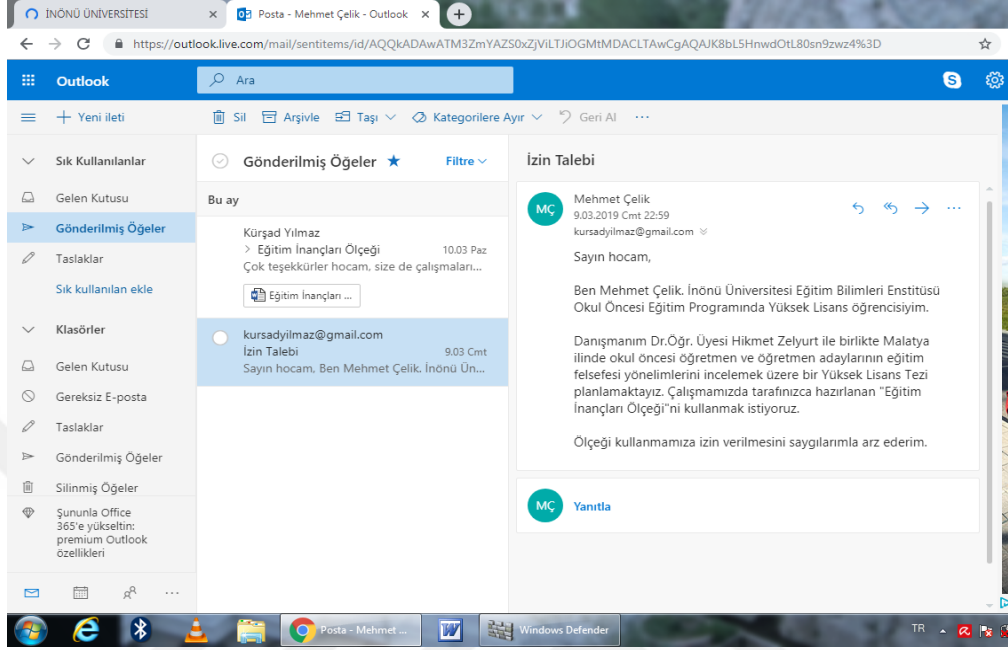 İNÖNÜ ÜNİVERSİTESİ
Posta - Mehmet Çelik - Outlook
https://outlook.live.com/mail/sentitems/id/AQQkADAwATM3ZmYAZS0xZjViLTJiOGMtMDACLTAwCgAQAJK8bL5HnwdOtL80sn9zwz4%3D
Outlook
Ara
Yeni ileti
Sil
Arşivle
Taşı
Kategorilere Ayır
Geri Al
Sık Kullanılanlar
Gelen Kutusu
Gönderilmiş Öğeler
Taslaklar
Sık kullanılan ekle
Klasörler
Gelen Kutusu
Gereksiz E-posta
Taslaklar
Gönderilmiş Öğeler
Silinmiş Öğeler
Şununla Office
365'e yükseltin:
premium Outlook
özellikleri
Gönderilmiş Öğeler
Filtre
Bu ay
Kürşad Yılmaz
> Eğitim İnançları Ölçeği 10.03 Paz
Çok teşekkürler hocam, size de çalışmaları...
Eğitim İnançları ...
kursadyilmaz@gmail.com
İzin Talebi 9.03 Cmt
Sayın hocam, Ben Mehmet Çelik. İnönü Ün...
İzin Talebi
MÇ
Mehmet Çelik
9.03.2019 Cmt 22:59
kursadyilmaz@gmail.com
Sayın hocam,
Ben Mehmet Çelik. İnönü Üniversitesi Eğitim Bilimleri Enstitüsü
Okul Öncesi Eğitim Programında Yüksek Lisans öğrencisiyim.
Danışmanım Dr.Öğr. Üyesi Hikmet Zelyurt ile birlikte Malatya
ilinde okul öncesi öğretmen ve öğretmen adaylarının eğitim
felsefesi yönelimlerini incelemek üzere bir Yüksek Lisans Tezi
planlamaktayız. Çalışmamızda tarafınızca hazırlanan "Eğitim
İnançları Ölçeği"ni kullanmak istiyoruz.
Ölçeği kullanmamıza izin verilmesini saygılarımla arz ederim.
MÇ
Yanıtla
Posta - Mehmet ...
Windows Defender
TR